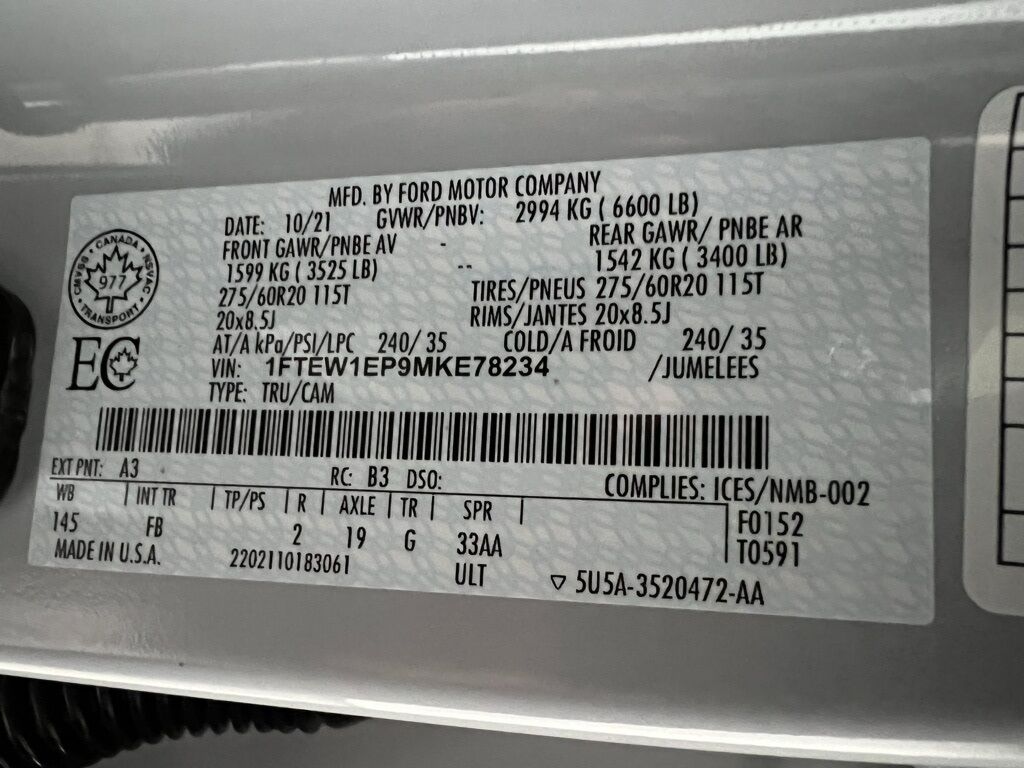 MFD. BY FORD MOTOR COMPANY
DATE: 10/21 GVWR/PNBV: 2994 KG ( 6600 LB)
FRONT GAWR/PNBE AV - REAR GAWR/ PNBE AR
1599 KG ( 3525 LB) -- 1542 KG ( 3400 LB)
275/60R20 115T TIRES/PNEUS 275/60R20 115T
20x8.5J RIMS/JANTES 20x8.5J
AT/A kPa/PSI/LPC 240/ 35 COLD/A FROID 240/ 35
VIN: 1FTEW1EP9MKE78234 /JUMELEES
TYPE: TRU/CAM
CANADA
CMVSS NSVAC
977
TRANSPORT
EC
EXT PNT: A3 RC: B3 DSO: COMPLIES: ICES/NMB-002
WB | INT TR | TP/PS | R | AXLE | TR | SPR |
145 FB 2 19 G 33AA F0152
T0591
MADE IN U.S.A. 2202110183061 ULT ▽ 5U5A-3520472-AA